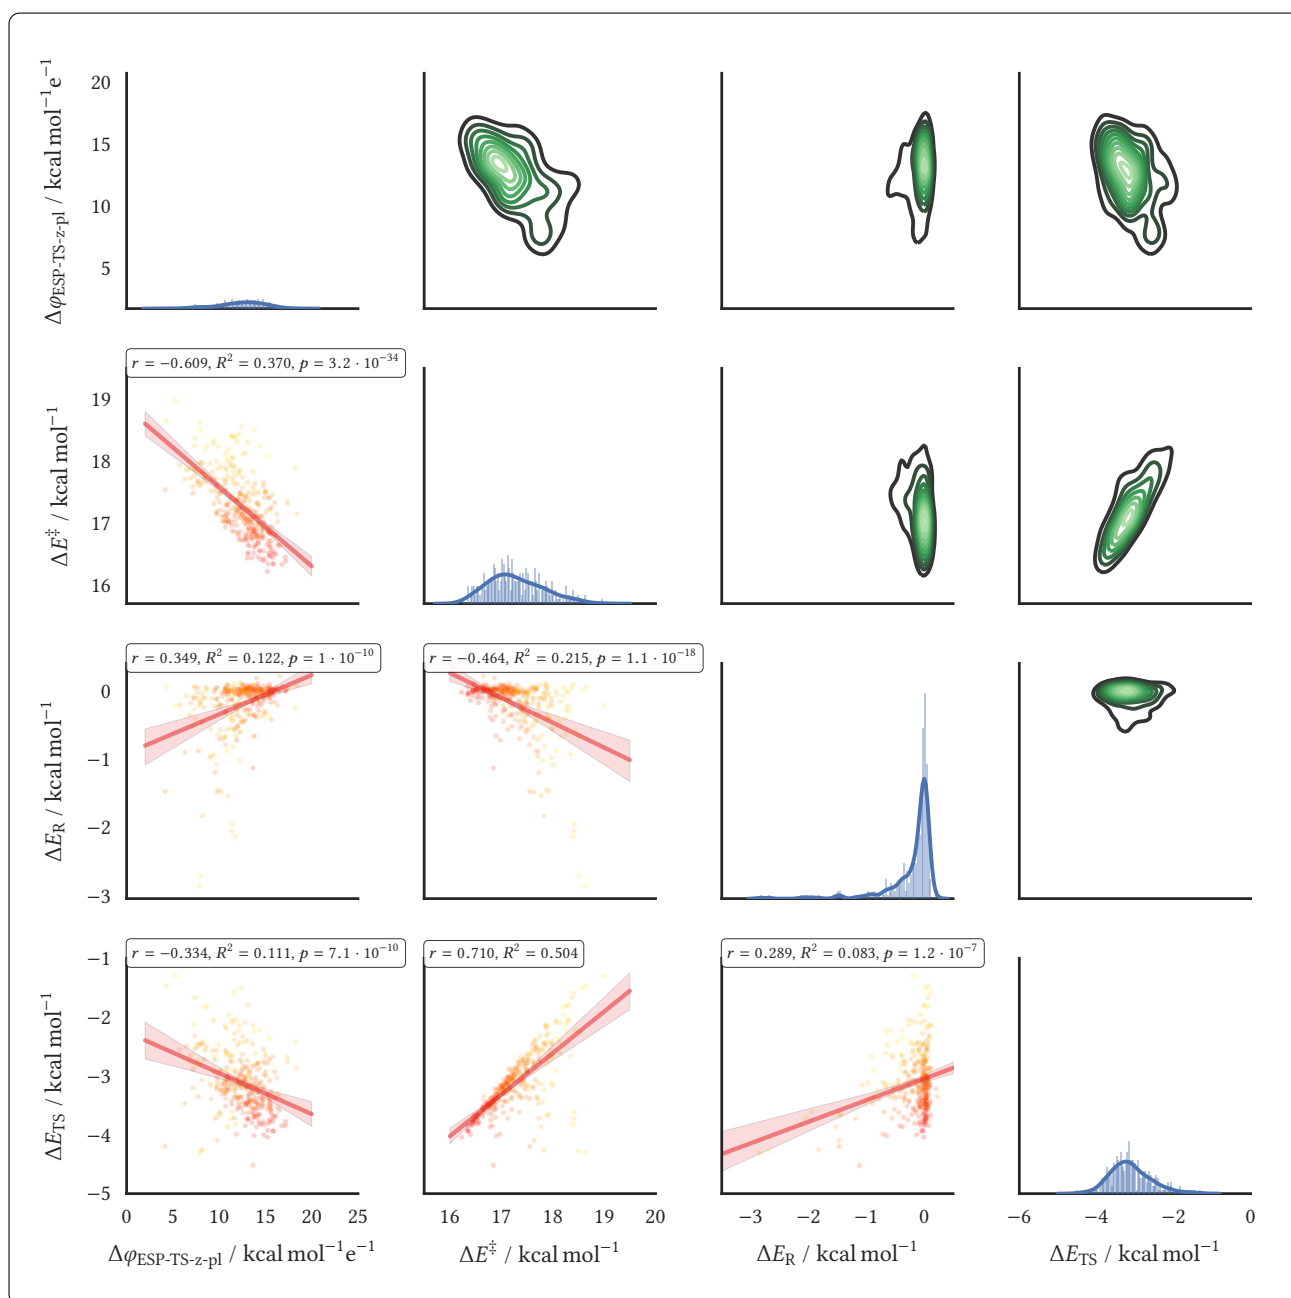 Δφ_ESP-TS-z-pl / kcal mol⁻¹e⁻¹
20
15
10
5
r = −0.609, R² = 0.370, p = 3.2 · 10⁻³⁴
ΔE‡ / kcal mol⁻¹
19
18
17
16
r = 0.349, R² = 0.122, p = 1 · 10⁻¹⁰
r = −0.464, R² = 0.215, p = 1.1 · 10⁻¹⁸
ΔE_R / kcal mol⁻¹
0
−1
−2
−3
r = −0.334, R² = 0.111, p = 7.1 · 10⁻¹⁰
r = 0.710, R² = 0.504
r = 0.289, R² = 0.083, p = 1.2 · 10⁻⁷
ΔE_TS / kcal mol⁻¹
−1
−2
−3
−4
−5
0 5 10 15 20 25
16 17 18 19 20
−3 −2 −1 0
−6 −4 −2 0
Δφ_ESP-TS-z-pl / kcal mol⁻¹e⁻¹
ΔE‡ / kcal mol⁻¹
ΔE_R / kcal mol⁻¹
ΔE_TS / kcal mol⁻¹